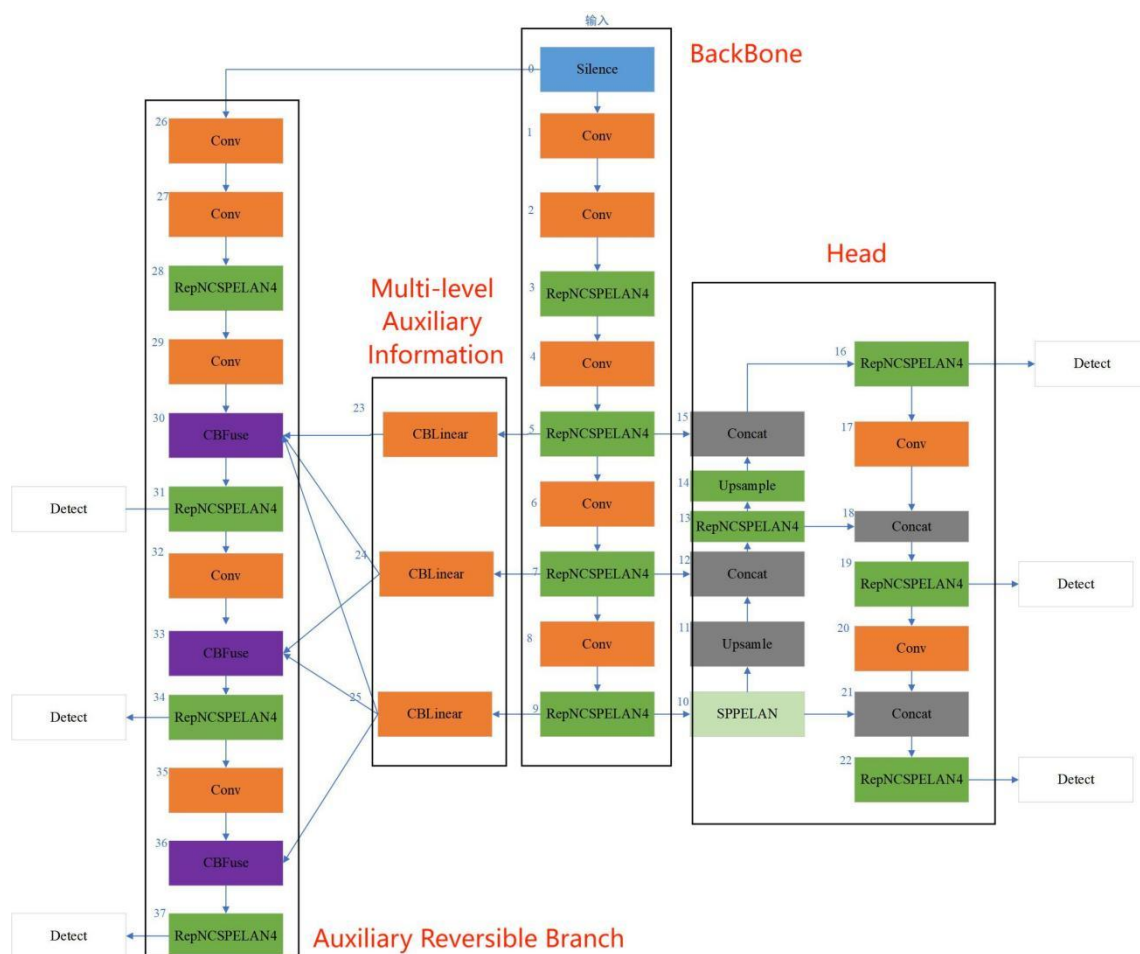 输入
BackBone
0
Silence
1
Conv
2
Conv
3
RepNCSPELAN4
4
Conv
5
RepNCSPELAN4
6
Conv
7
RepNCSPELAN4
8
Conv
9
RepNCSPELAN4
26
Conv
27
Conv
28
RepNCSPELAN4
29
Conv
30
CBFuse
31
RepNCSPELAN4
Detect
32
Conv
33
CBFuse
34
RepNCSPELAN4
Detect
35
Conv
36
CBFuse
37
RepNCSPELAN4
Detect
Auxiliary Reversible Branch
Multi-level
Auxiliary
Information
23
CBLinear
24
CBLinear
25
CBLinear
Head
15
Concat
14
Upsample
13
RepNCSPELAN4
12
Concat
11
Upsamle
10
SPPELAN
16
RepNCSPELAN4
Detect
17
Conv
18
Concat
19
RepNCSPELAN4
Detect
20
Conv
21
Concat
22
RepNCSPELAN4
Detect